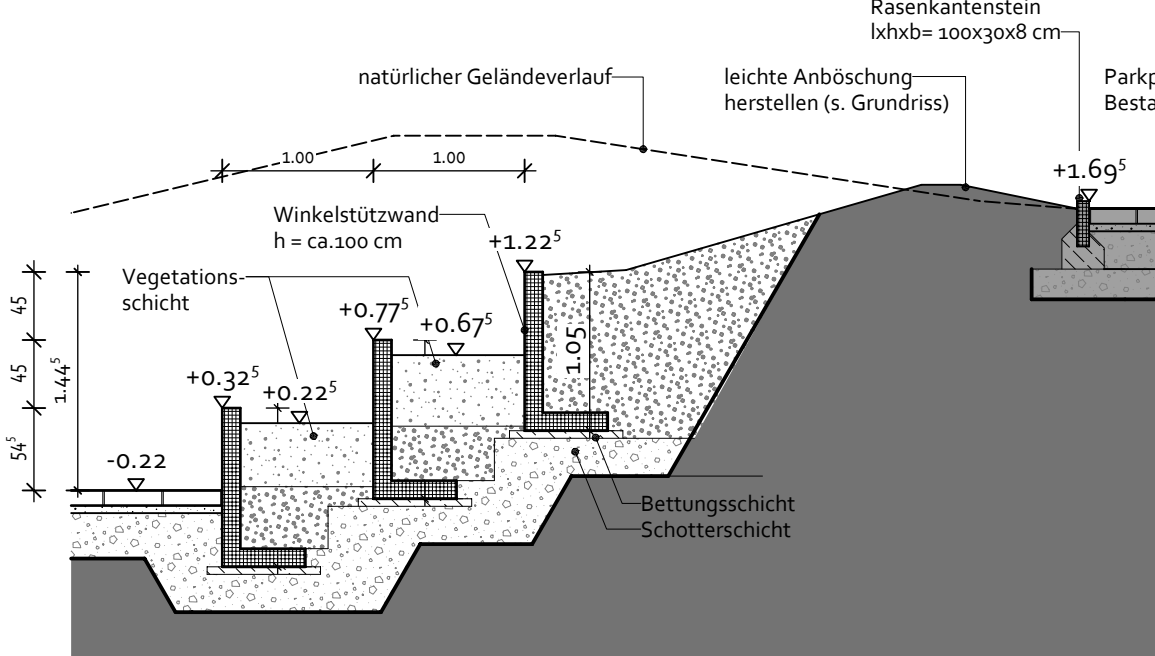 Rasenkantenstein
lxhxb= 100x30x8 cm
natürlicher Geländeverlauf
leichte Anböschung
herstellen (s. Grundriss)
Parkp
Besta
1.00
1.00
+1.69⁵
Winkelstützwand
h = ca.100 cm
+1.22⁵
Vegetations-
schicht
+0.77⁵
+0.67⁵
45
45
54⁵
1.44⁵
1.05
+0.32⁵
+0.22⁵
-0.22
Bettungsschicht
Schotterschicht